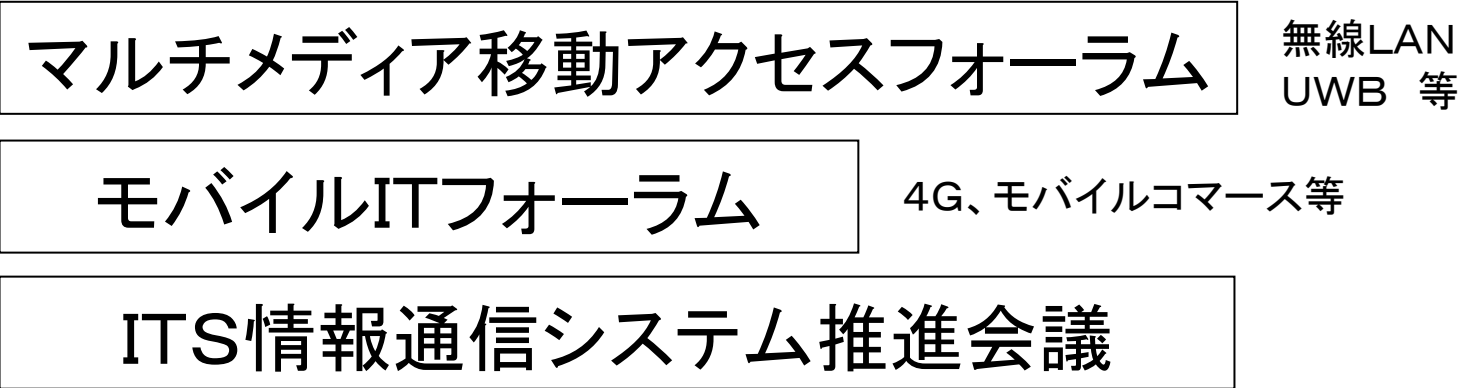 マルチメディア移動アクセスフォーラム
無線LAN
UWB　等
モバイルITフォーラム
4G、モバイルコマース等
ITS情報通信システム推進会議